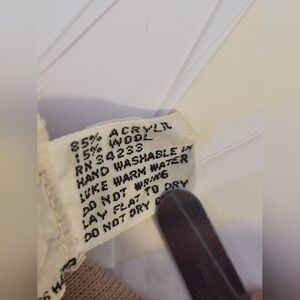 85% ACRYLIC
15% WOOL
RN 34233
HAND WASHABLE IN
LUKE WARM WATER
DO NOT WRING
LAY FLAT TO DRY
DO NOT DRY